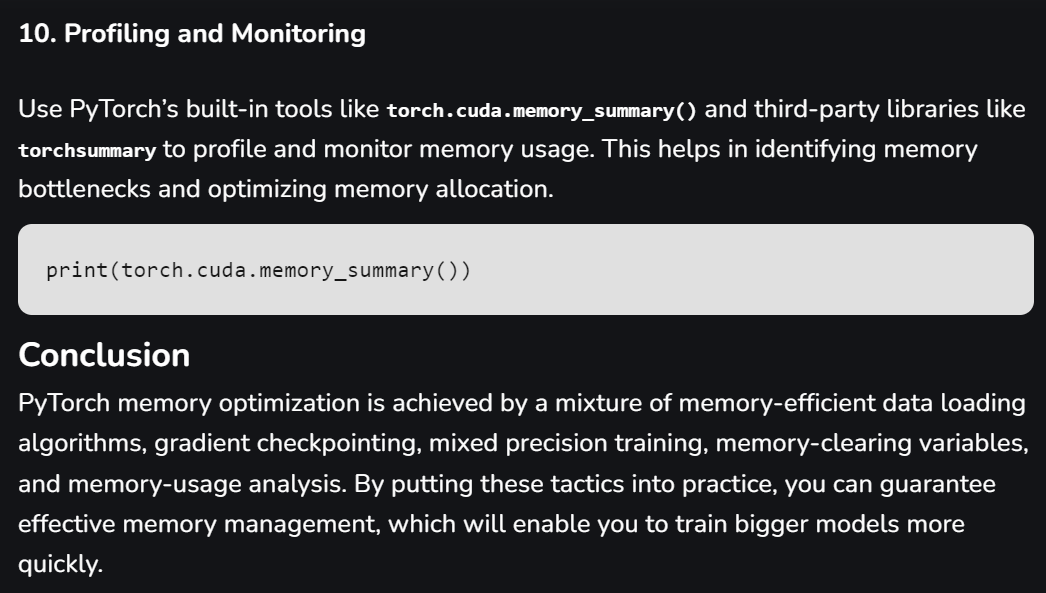 10. Profiling and Monitoring
Use PyTorch’s built-in tools like torch.cuda.memory_summary() and third-party libraries like
torchsummary to profile and monitor memory usage. This helps in identifying memory
bottlenecks and optimizing memory allocation.
print(torch.cuda.memory_summary())
Conclusion
PyTorch memory optimization is achieved by a mixture of memory-efficient data loading
algorithms, gradient checkpointing, mixed precision training, memory-clearing variables,
and memory-usage analysis. By putting these tactics into practice, you can guarantee
effective memory management, which will enable you to train bigger models more
quickly.